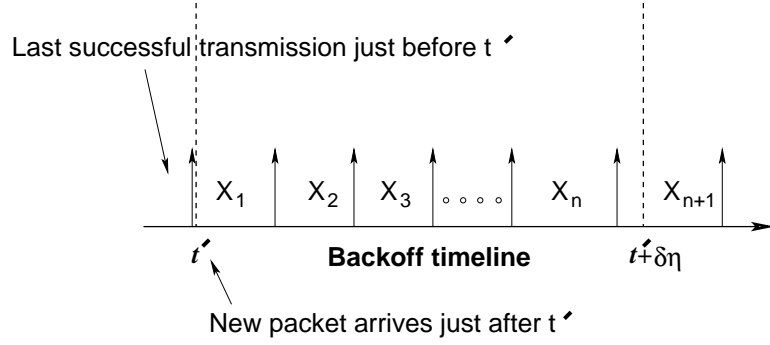 Last successful transmission just before t ′
X₁ X₂ X₃ Xₙ Xₙ₊₁
t′ Backoff timeline t′+δη
New packet arrives just after t ′